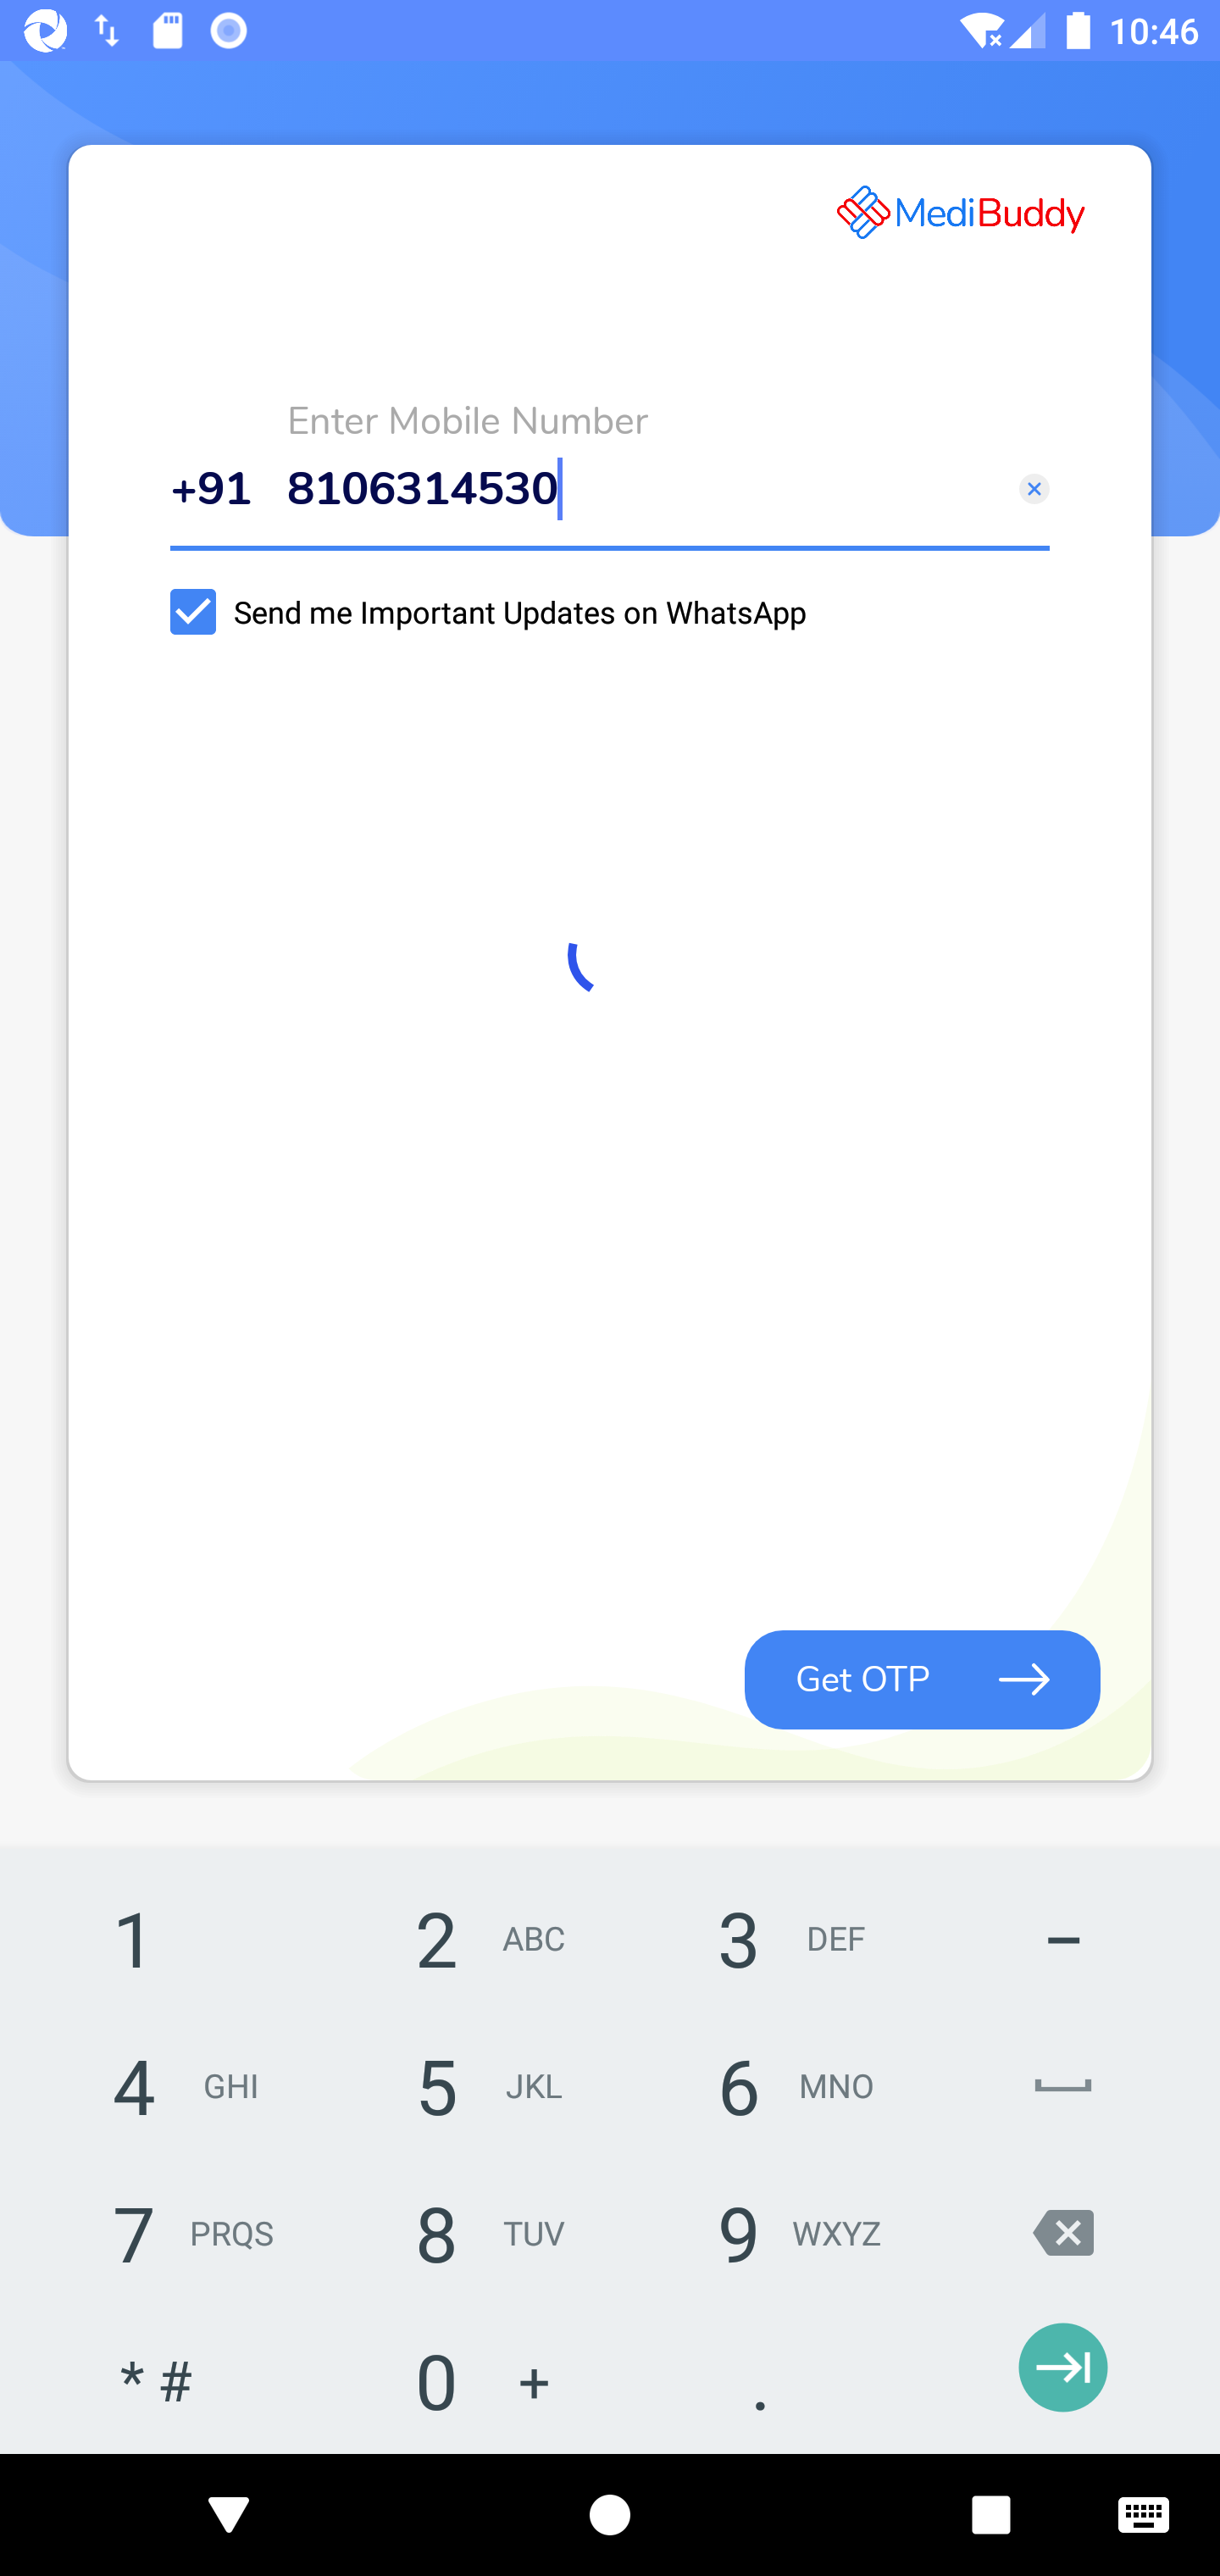 10:46
MediBuddy
Enter Mobile Number
+91 8106314530
Send me Important Updates on WhatsApp
Get OTP
1 2 ABC 3 DEF –
4 GHI 5 JKL 6 MNO
7 PRQS 8 TUV 9 WXYZ
* # 0 + .